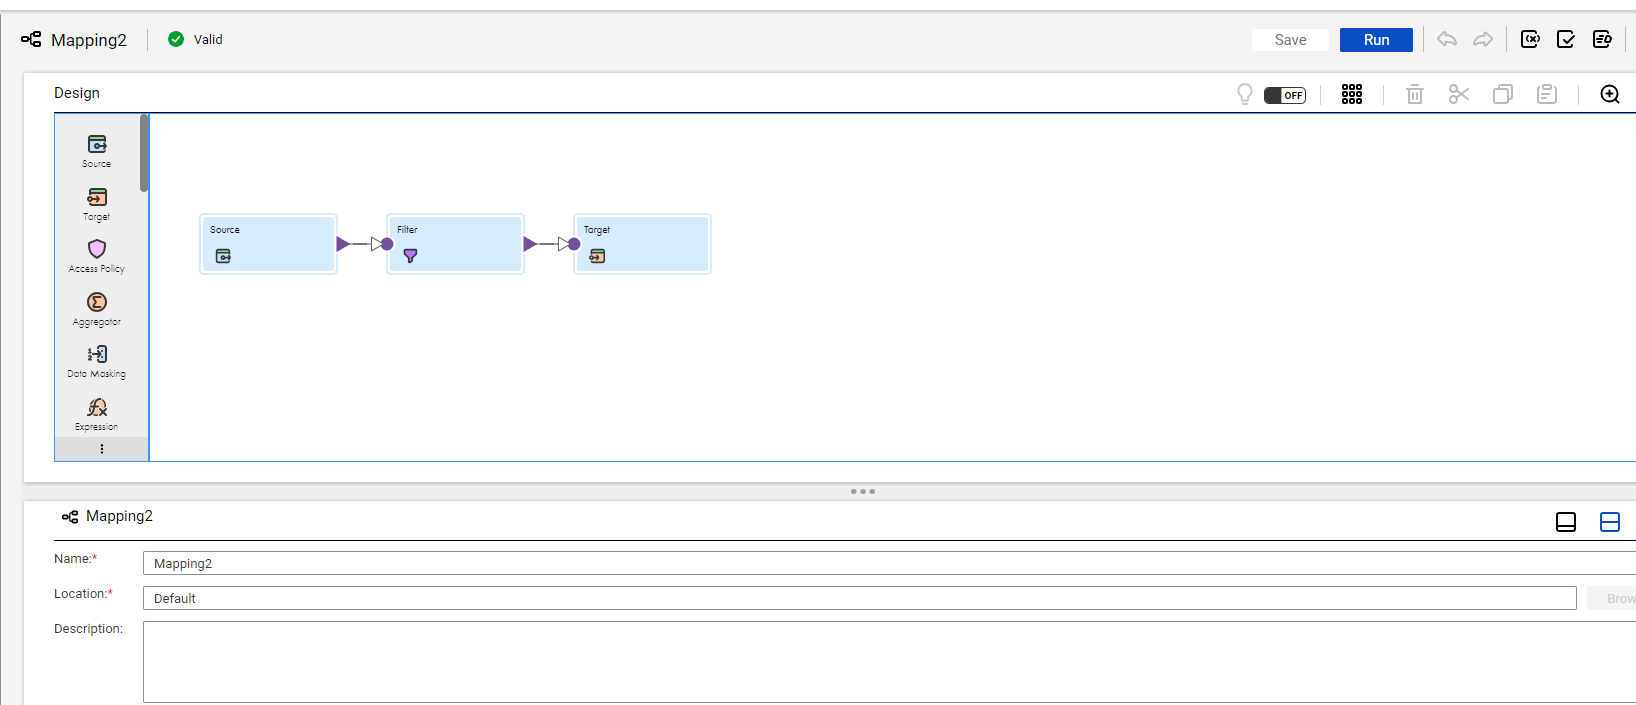 Mapping2
Valid
Save
Run
Design
OFF
Source
Target
Access Policy
Aggregator
Data Masking
Expression
Source
Filter
Target
Mapping2
Name:*
Mapping2
Location:*
Default
Brow
Description: